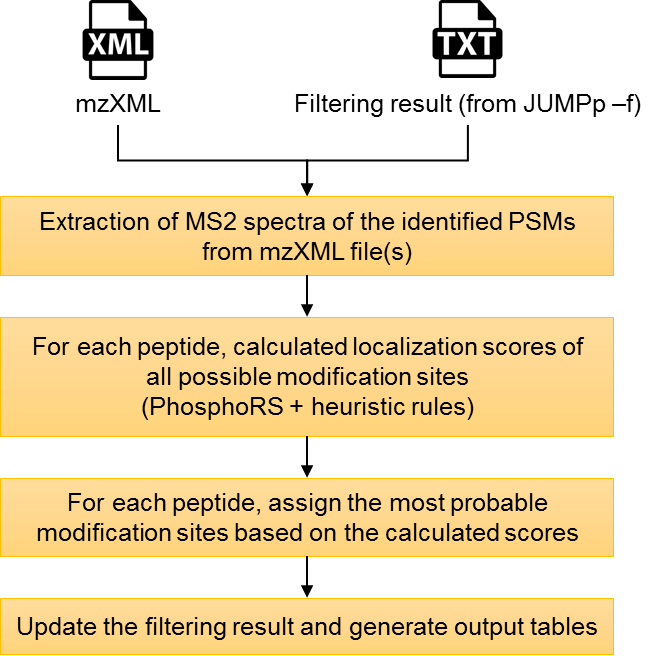 XML
TXT
mzXML
Filtering result (from JUMPp –f)
Extraction of MS2 spectra of the identified PSMs
from mzXML file(s)
For each peptide, calculated localization scores of
all possible modification sites
(PhosphoRS + heuristic rules)
For each peptide, assign the most probable
modification sites based on the calculated scores
Update the filtering result and generate output tables